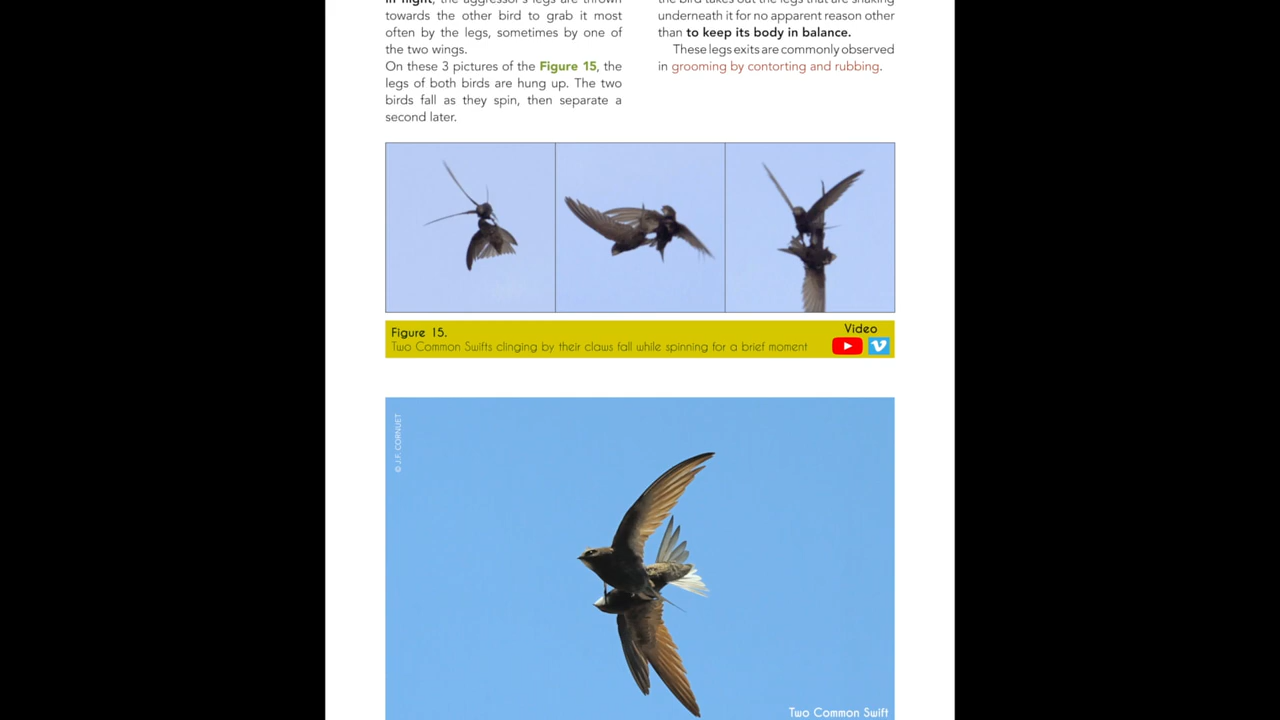 in flight, the aggressor's legs are thrown
towards the other bird to grab it most
often by the legs, sometimes by one of
the two wings.
On these 3 pictures of the Figure 15, the
legs of both birds are hung up. The two
birds fall as they spin, then separate a
second later.
the bird takes out the legs that are shaking
underneath it for no apparent reason other
than to keep its body in balance.
These legs exits are commonly observed
in grooming by contorting and rubbing.
Figure 15.
Two Common Swifts clinging by their claws fall while spinning for a brief moment
Video
© J.F. CORNUET
Two Common Swift